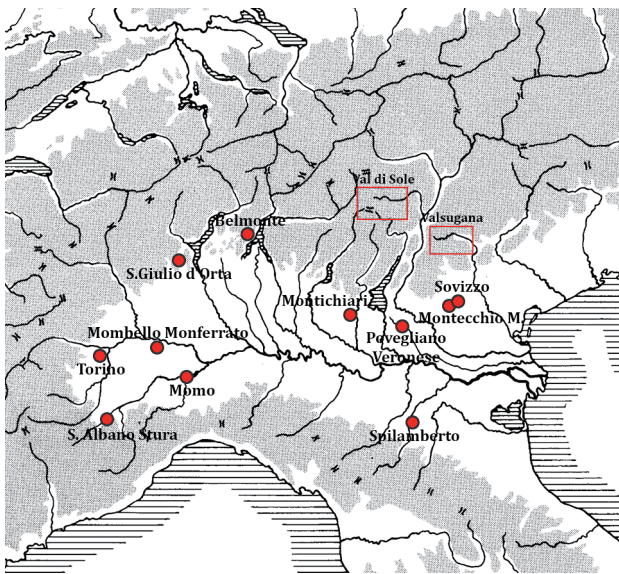 Val di Sole
Valsugana
Belmonte
S.Giulio d'Orta
Sovizzo
Montichiari
Montecchio M.
Mombello Monferrato
Povegliano
Veronese
Torino
Momo
S. Albano Stura
Spilamberto